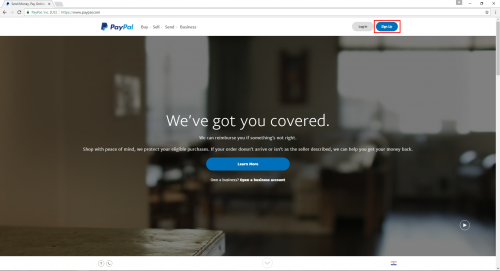 Send Money, Pay Online
PayPal, Inc. [US] https://www.paypal.com
PayPal Buy Sell Send Business Log In Sign Up
We've got you covered.
We can reimburse you if something's not right.
Shop with peace of mind, we protect your eligible purchases. If your order doesn't arrive or isn't as the seller described, we can help you get your money back.
Learn More
Own a business? Open a business account